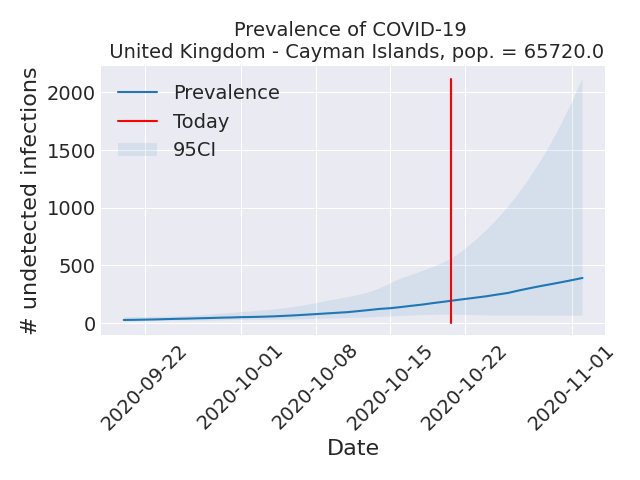 Prevalence of COVID-19
United Kingdom - Cayman Islands, pop. = 65720.0
# undetected infections
2000
1500
1000
500
0
Prevalence
Today
95CI
2020-09-22
2020-10-01
2020-10-08
2020-10-15
2020-10-22
2020-11-01
Date